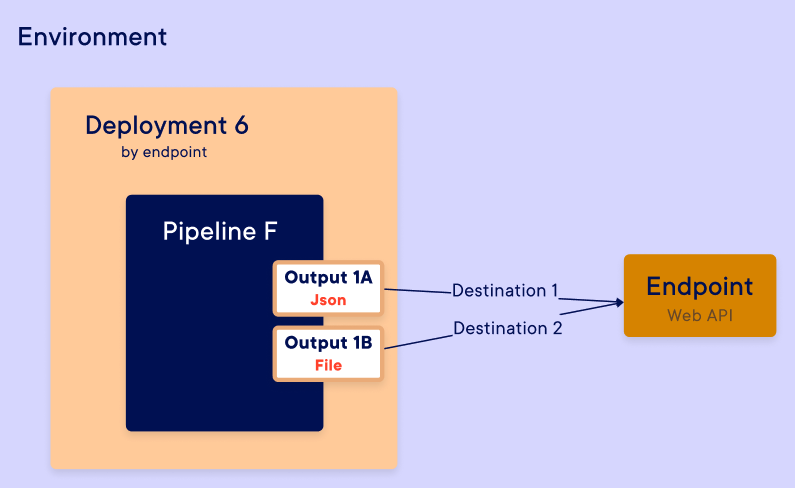 Environment
Deployment 6
by endpoint
Pipeline F
Output 1A
Json
Output 1B
File
Destination 1
Destination 2
Endpoint
Web API